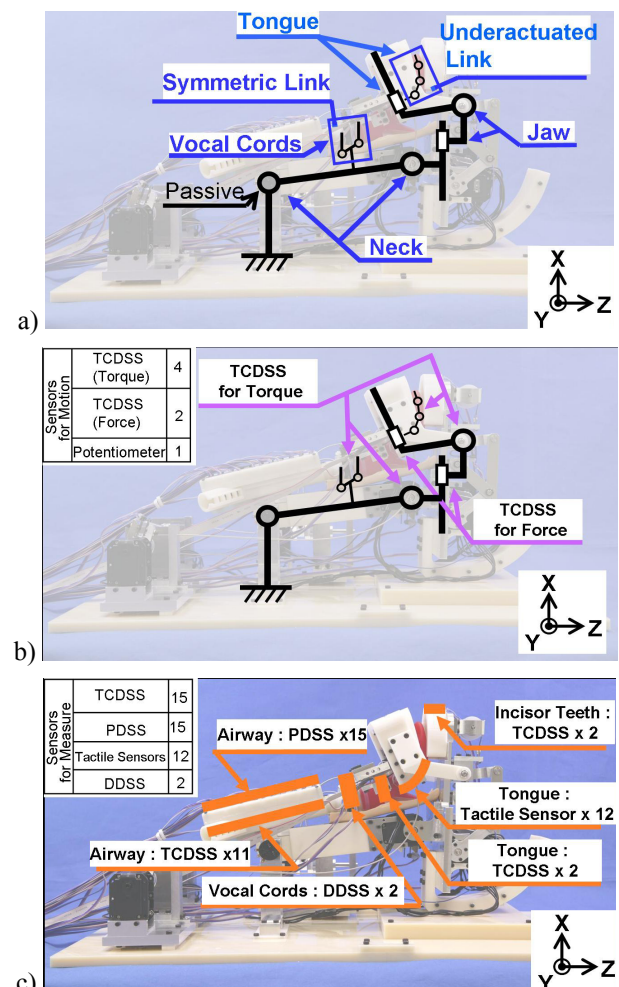 Tongue
Underactuated
Link
Symmetric Link
Vocal Cords
Jaw
Passive
Neck
X
Y
Z
a)
Sensors
for Motion
TCDSS
(Torque)
4
TCDSS
(Force)
2
Potentiometer
1
TCDSS
for Torque
TCDSS
for Force
X
Y
Z
b)
Sensors
for Measure
TCDSS
15
PDSS
15
Tactile Sensors
12
DDSS
2
Airway : PDSS x15
Incisor Teeth :
TCDSS x 2
Tongue :
Tactile Sensor x 12
Airway : TCDSS x11
Tongue :
TCDSS x 2
Vocal Cords : DDSS x 2
X
Y
Z
c)